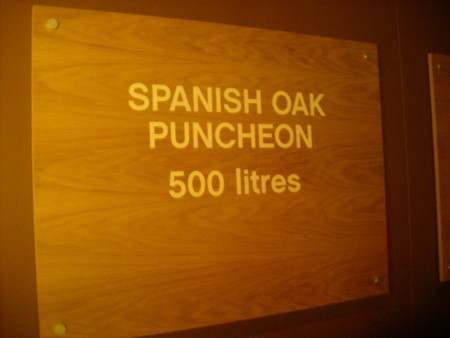 SPANISH OAK
PUNCHEON
500 litres